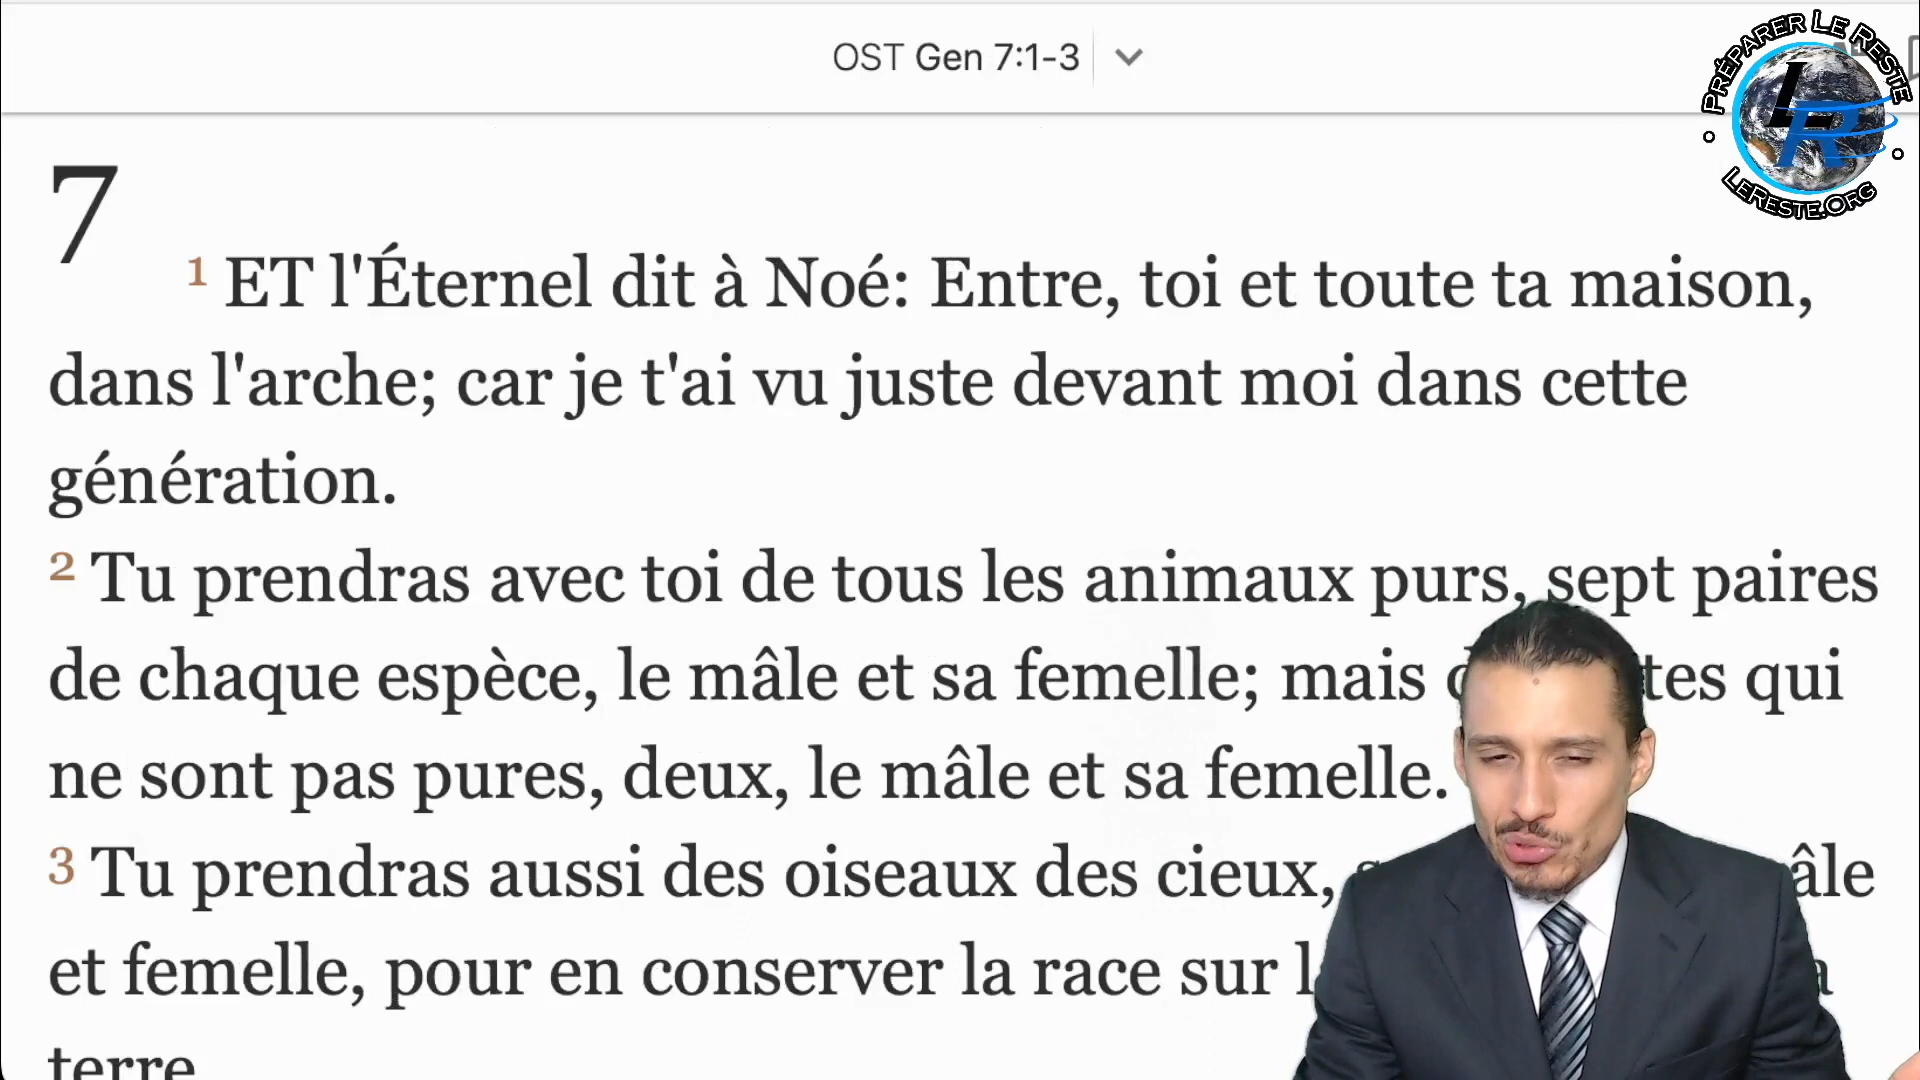 OST Gen 7:1-3
PRÉPARER LE RESTE
LR
LERESTE.ORG
7
1 ET l'Éternel dit à Noé: Entre, toi et toute ta maison,
dans l'arche; car je t'ai vu juste devant moi dans cette
génération.
2 Tu prendras avec toi de tous les animaux purs, sept paires
de chaque espèce, le mâle et sa femelle; mais qui
ne sont pas pures, deux, le mâle et sa femelle.
3 Tu prendras aussi des oiseaux des cieux,
et femelle, pour en conserver la race sur
terre